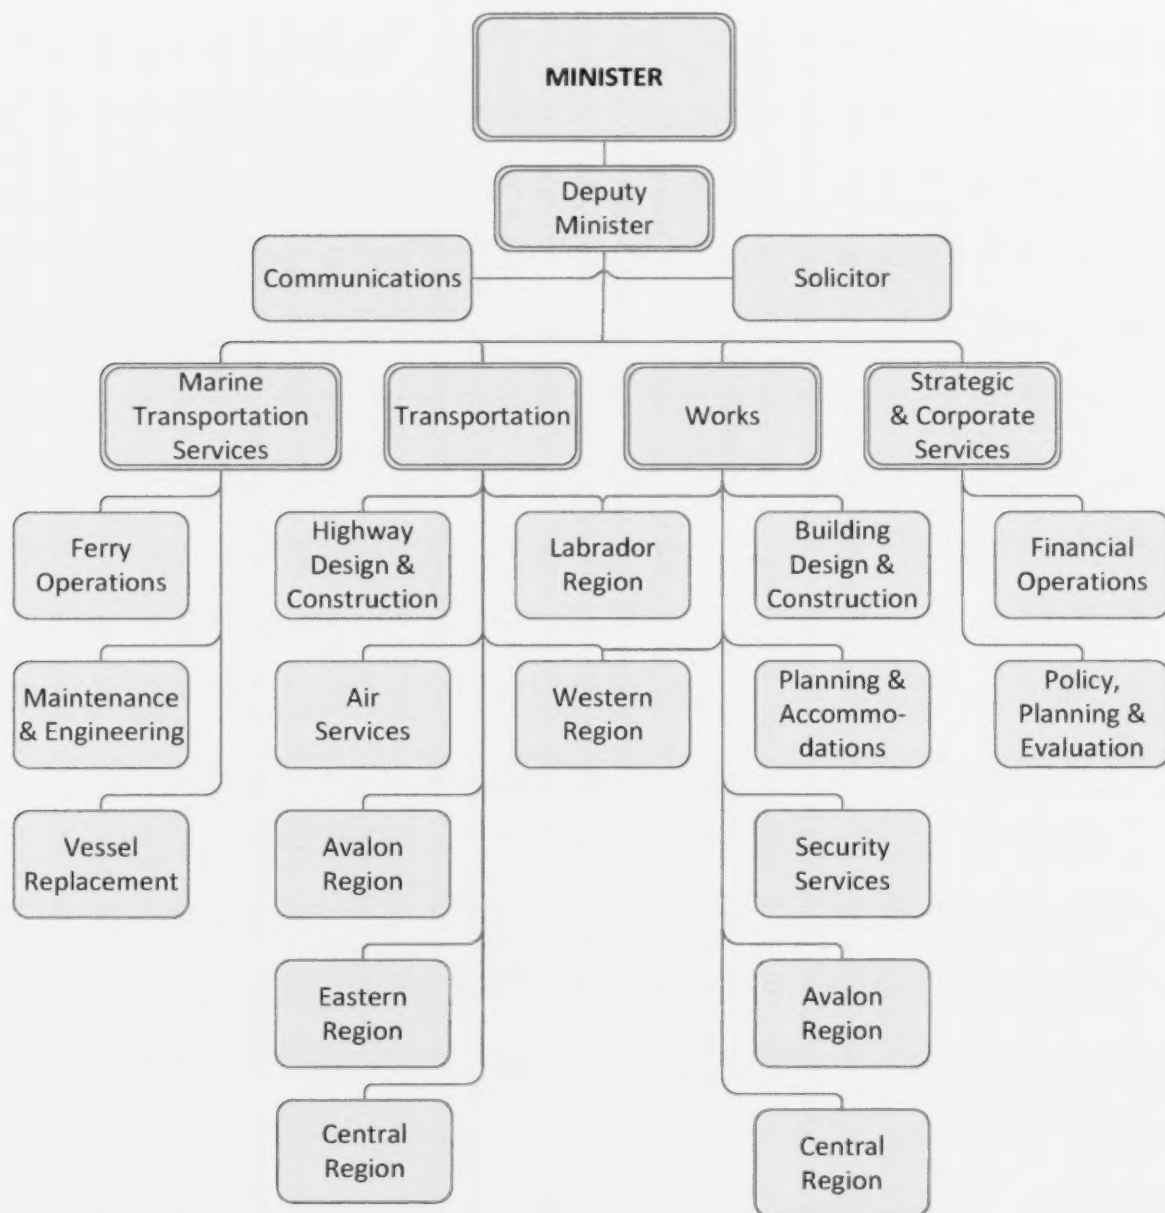 MINISTER
Deputy
Minister
Communications
Solicitor
Marine
Transportation
Services
Transportation
Works
Strategic
& Corporate
Services
Ferry
Operations
Highway
Design &
Construction
Labrador
Region
Building
Design &
Construction
Financial
Operations
Maintenance
& Engineering
Air
Services
Western
Region
Planning &
Accommo-
dations
Policy,
Planning &
Evaluation
Vessel
Replacement
Avalon
Region
Security
Services
Eastern
Region
Avalon
Region
Central
Region
Central
Region